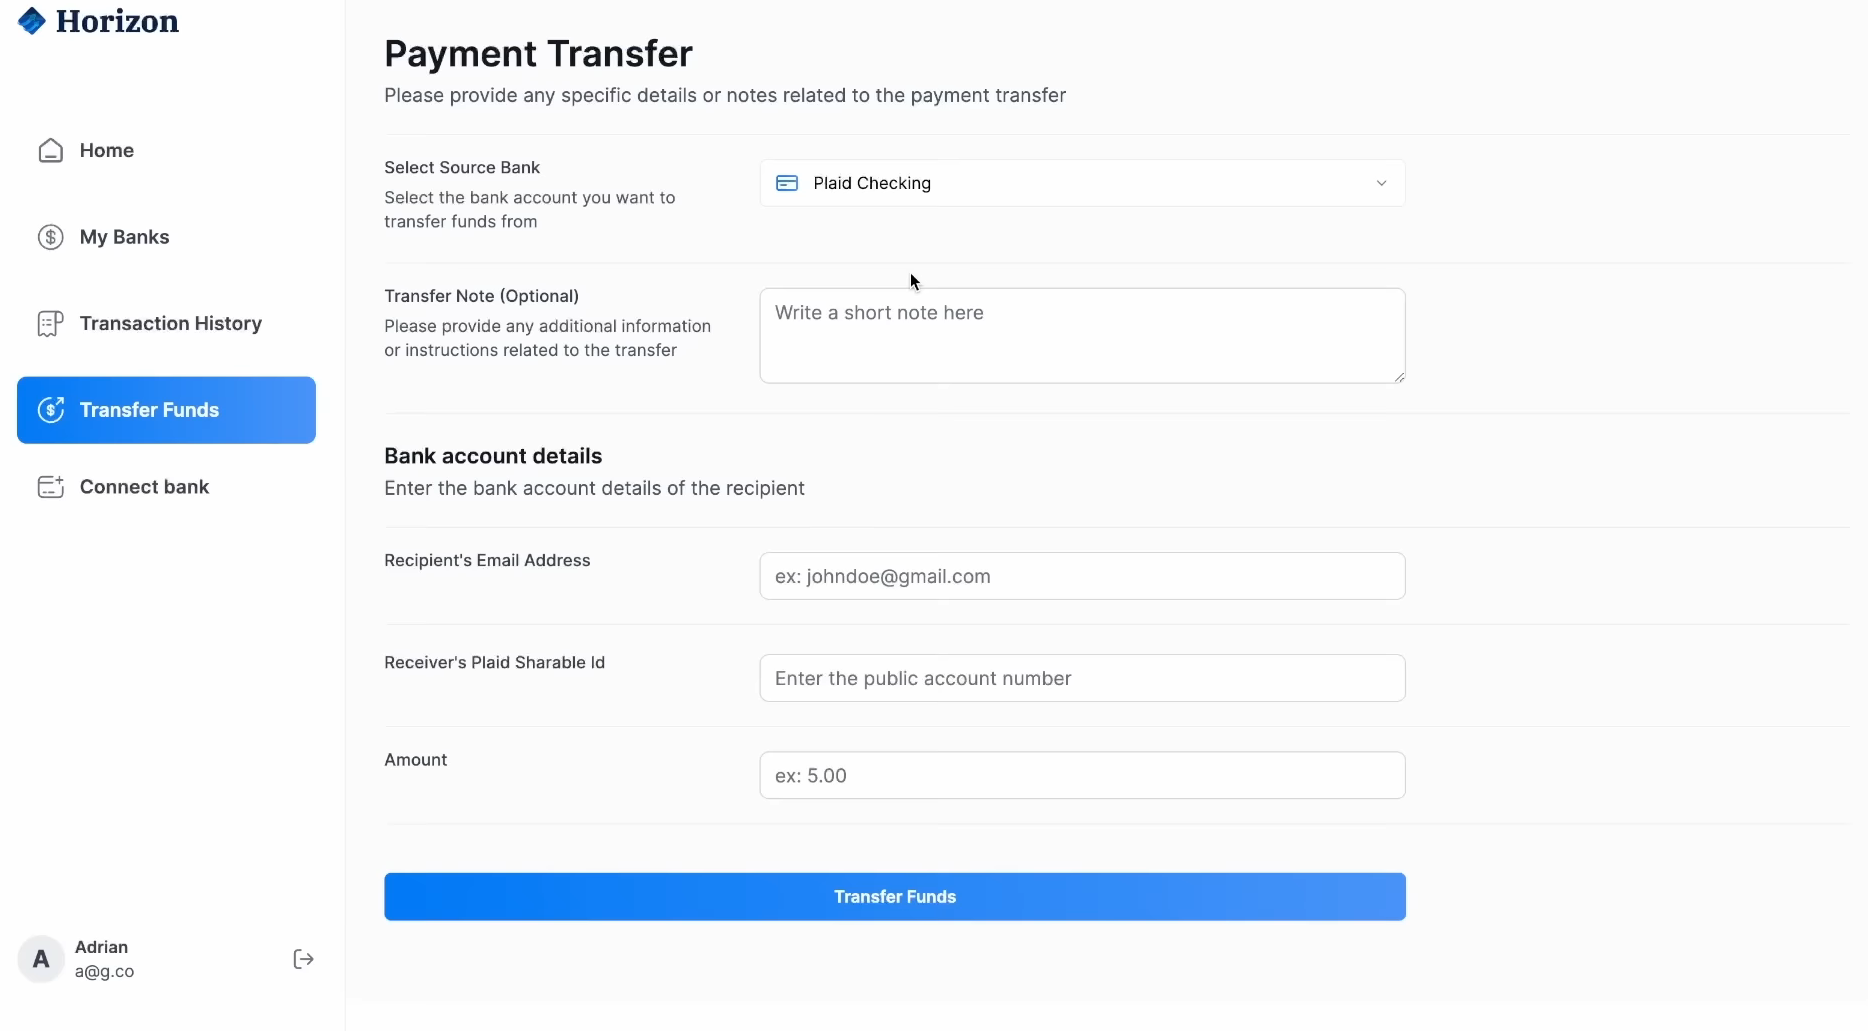 Horizon
Home
My Banks
Transaction History
Transfer Funds
Connect bank
A
Adrian
a@g.co
Payment Transfer
Please provide any specific details or notes related to the payment transfer
Select Source Bank
Select the bank account you want to
transfer funds from
Plaid Checking
Transfer Note (Optional)
Please provide any additional information
or instructions related to the transfer
Write a short note here
Bank account details
Enter the bank account details of the recipient
Recipient's Email Address
ex: johndoe@gmail.com
Receiver's Plaid Sharable Id
Enter the public account number
Amount
ex: 5.00
Transfer Funds